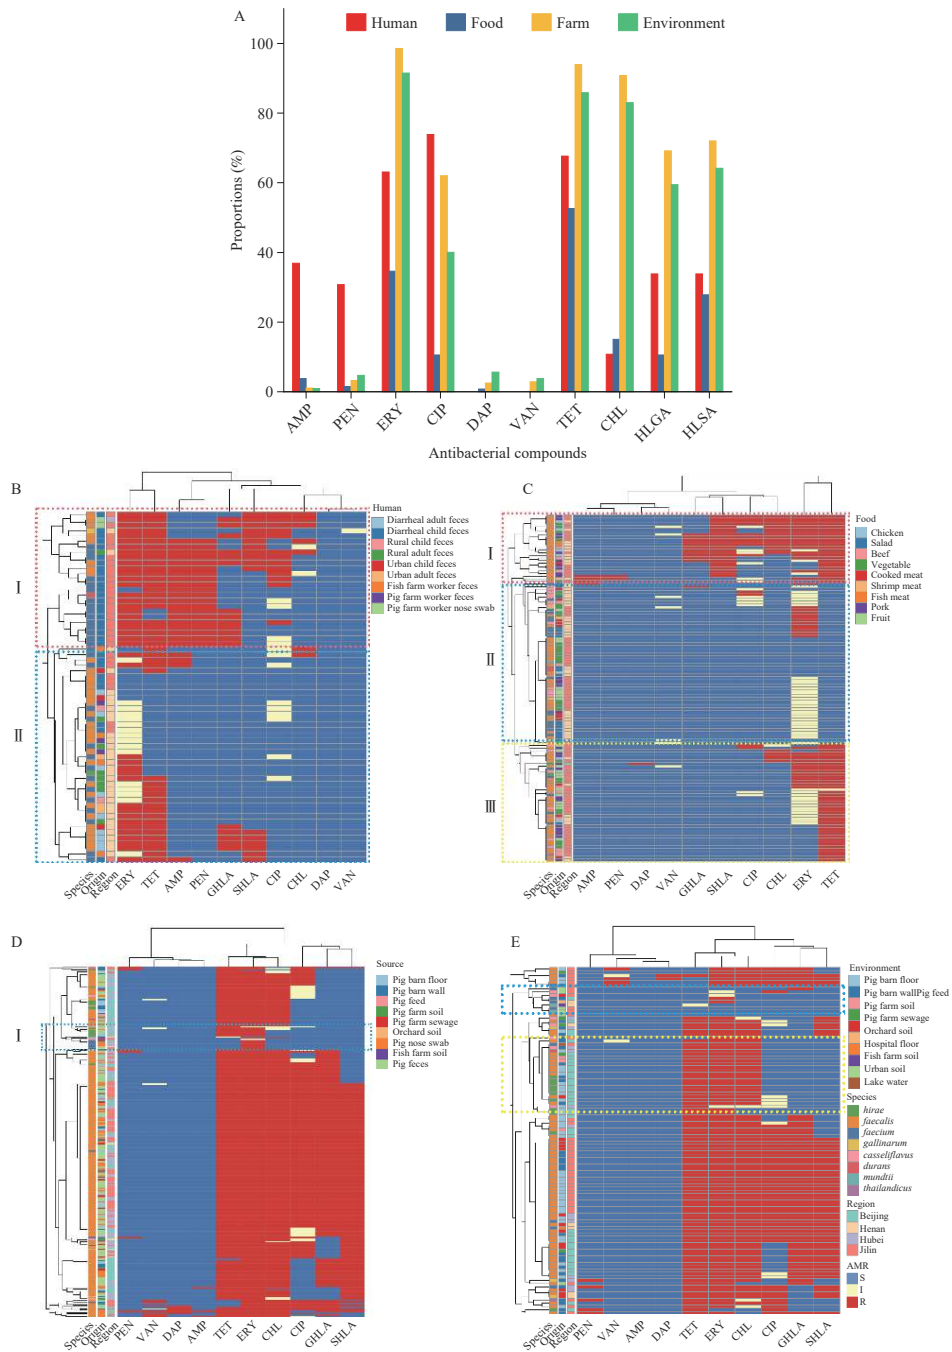 A
Human Food Farm Environment
100
80
60
40
20
0
Proportions (%)
AMP PEN ERY CIP DAP VAN TET CHL HLGA HLSA
Antibacterial compounds
B
I
II
Human
Diarrheal adult feces
Diarrheal child feces
Rural child feces
Rural adult feces
Urban child feces
Urban adult feces
Fish farm worker feces
Pig farm worker feces
Pig farm worker nose swab
Species Origin Region ERY TET AMP PEN GHLA SHLA CIP CHL DAP VAN
C
I
II
III
Food
Chicken
Salad
Beef
Vegetable
Cooked meat
Shrimp meat
Fish meat
Pork
Fruit
Species Origin Region AMP PEN DAP VAN GHLA SHLA CIP CHL ERY TET
D
I
Source
Pig barn floor
Pig barn wall
Pig feed
Pig farm soil
Pig farm sewage
Orchard soil
Pig nose swab
Fish farm soil
Pig feces
Species Origin Region PEN VAN DAP AMP TET ERY CHL CIP GHLA SHLA
E
Environment
Pig barn floor
Pig barn wallPig feed
Pig farm soil
Pig farm sewage
Orchard soil
Hospital floor
Fish farm soil
Urban soil
Lake water
Species
hirae
faecalis
faecium
gallinarum
casseliflavus
durans
mundtii
thailandicus
Region
Beijing
Henan
Hubei
Jilin
AMR
S
I
R
Species Origin Region PEN VAN AMP DAP TET ERY CHL CIP GHLA SHLA